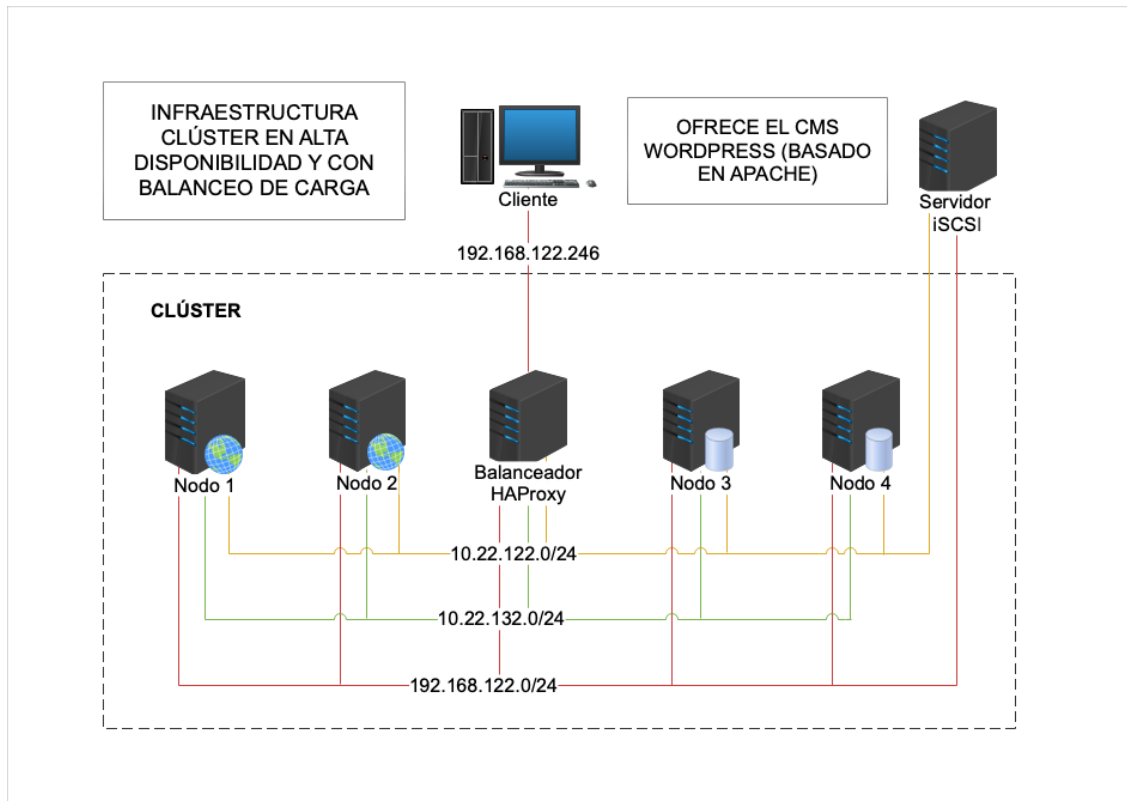 INFRAESTRUCTURA
CLÚSTER EN ALTA
DISPONIBILIDAD Y CON
BALANCEO DE CARGA
Cliente
OFRECE EL CMS
WORDPRESS (BASADO
EN APACHE)
Servidor
iSCSI
192.168.122.246
CLÚSTER
Nodo 1
Nodo 2
Balanceador
HAProxy
Nodo 3
Nodo 4
10.22.122.0/24
10.22.132.0/24
192.168.122.0/24